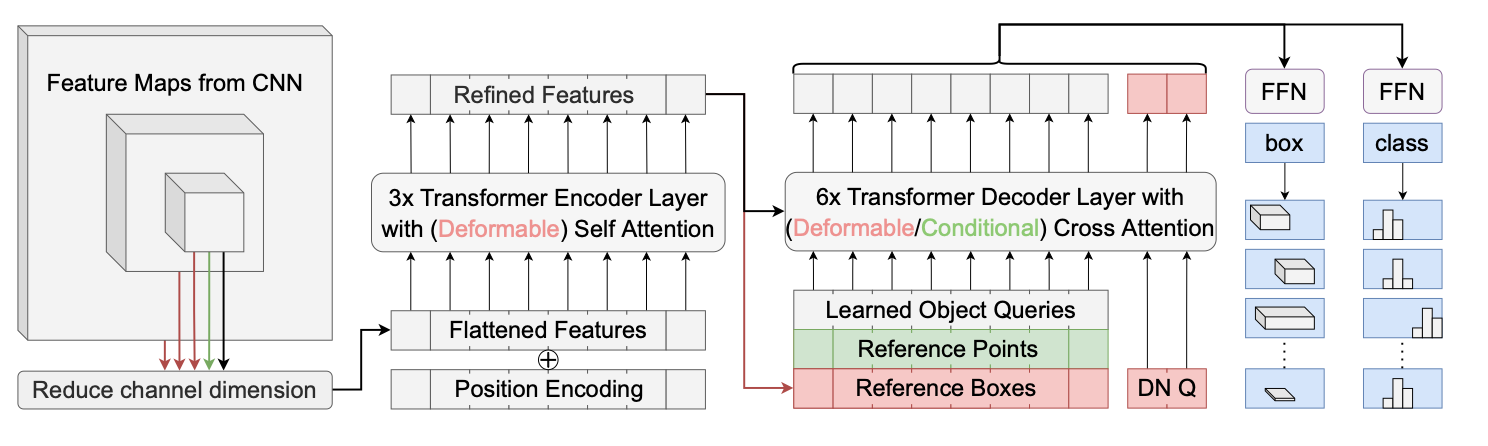 Feature Maps from CNN
Reduce channel dimension
Refined Features
3x Transformer Encoder Layer
with (Deformable) Self Attention
Flattened Features
Position Encoding
6x Transformer Decoder Layer with
(Deformable/Conditional) Cross Attention
Learned Object Queries
Reference Points
Reference Boxes
DN Q
FFN
box
FFN
class